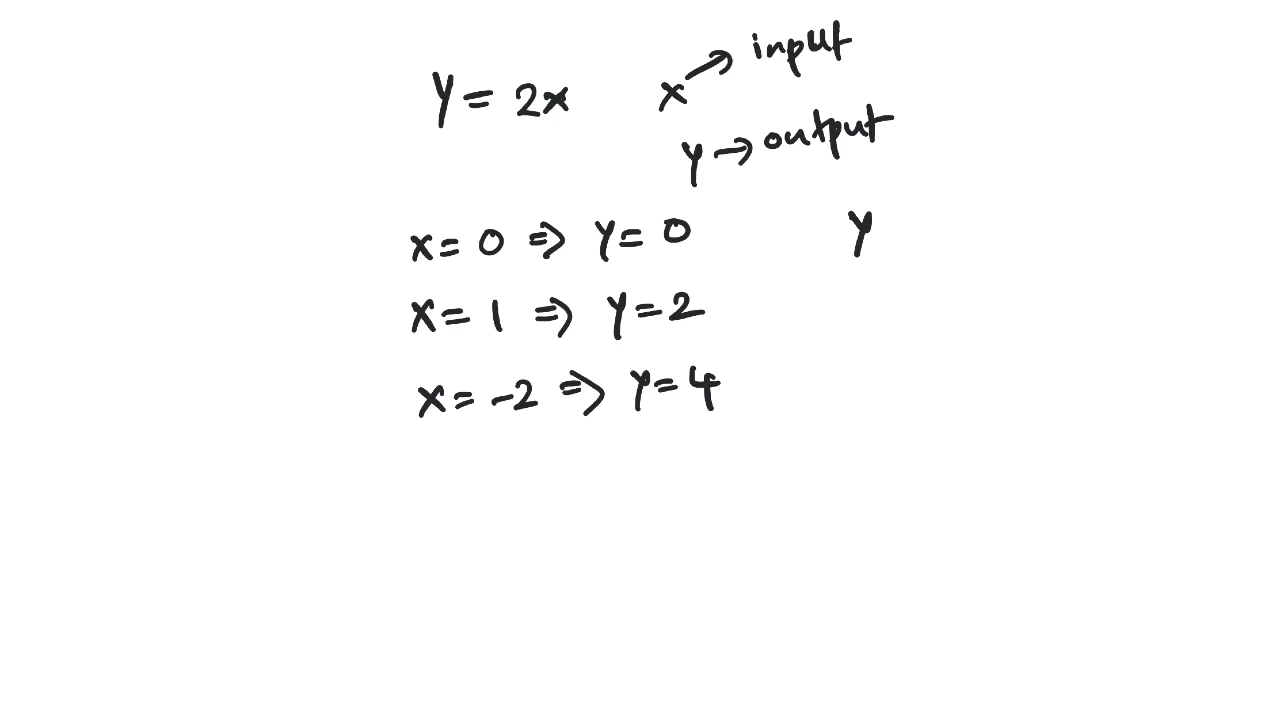 y = 2x x → input
y → output
x = 0 ⇒ y = 0 y
x = 1 ⇒ y = 2
x = -2 ⇒ y = 4